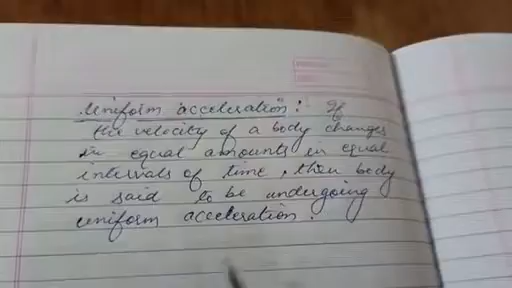 Uniform acceleration :- If
the velocity of a body changes
in equal amounts in equal
intervals of time, then body
is said to be undergoing
uniform acceleration.